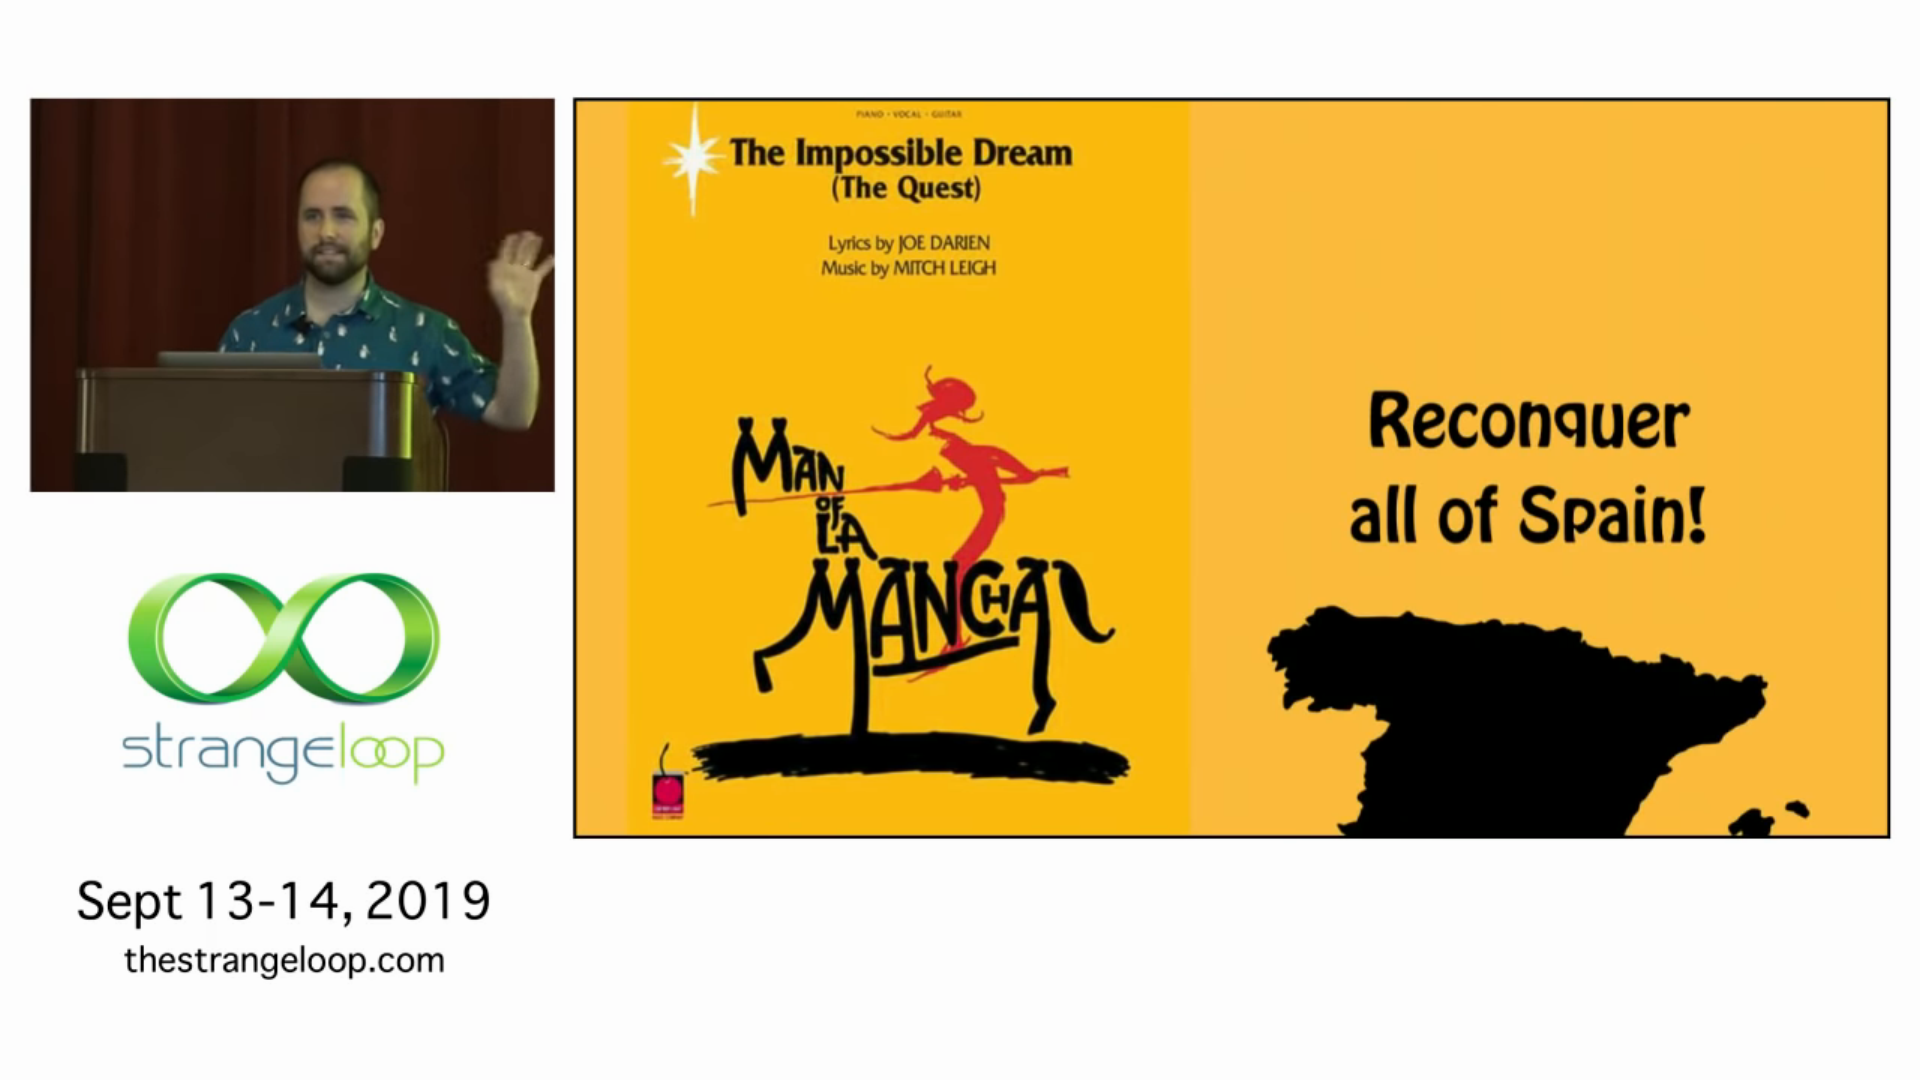 PIANO • VOCAL • GUITAR
The Impossible Dream
(The Quest)
Lyrics by JOE DARIEN
Music by MITCH LEIGH
MAN
OF
LA
MANCHA
Reconquer
all of Spain!
strangeloop
Sept 13-14, 2019
thestrangeloop.com